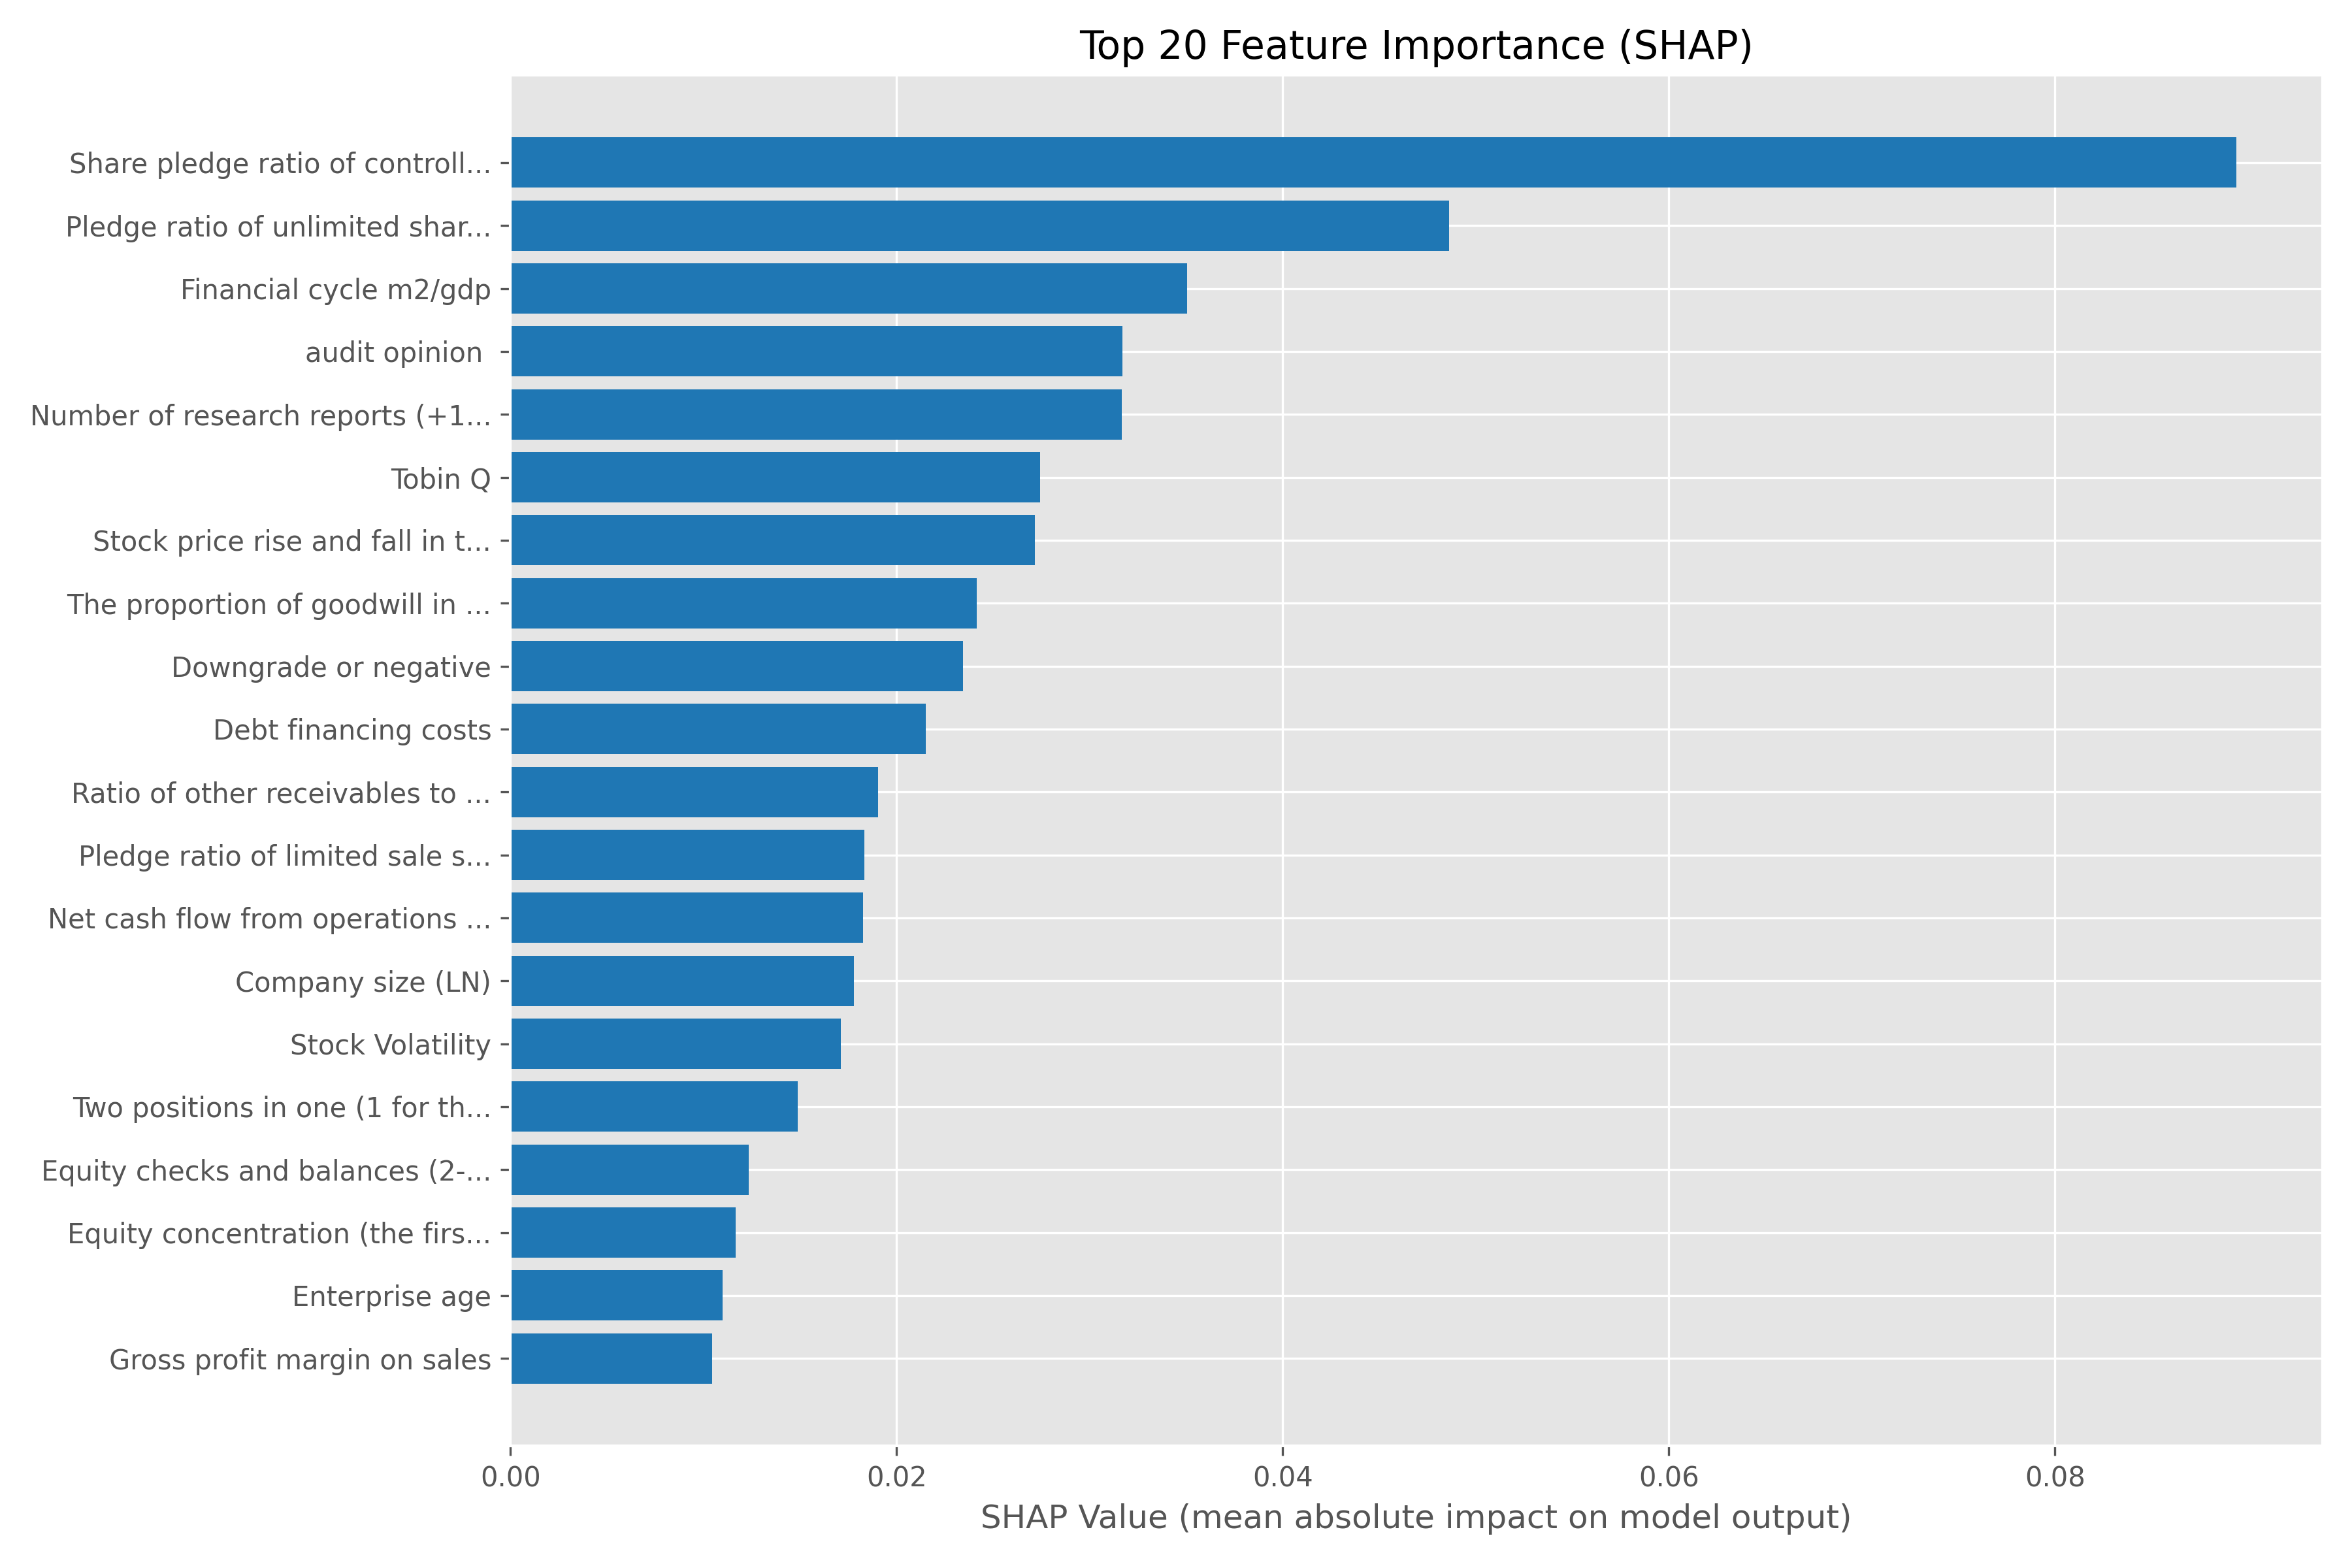 Top 20 Feature Importance (SHAP)
Share pledge ratio of controll...
Pledge ratio of unlimited shar...
Financial cycle m2/gdp
audit opinion
Number of research reports (+1...
Tobin Q
Stock price rise and fall in t...
The proportion of goodwill in ...
Downgrade or negative
Debt financing costs
Ratio of other receivables to ...
Pledge ratio of limited sale s...
Net cash flow from operations ...
Company size (LN)
Stock Volatility
Two positions in one (1 for th...
Equity checks and balances (2-...
Equity concentration (the firs...
Enterprise age
Gross profit margin on sales
0.00 0.02 0.04 0.06 0.08
SHAP Value (mean absolute impact on model output)